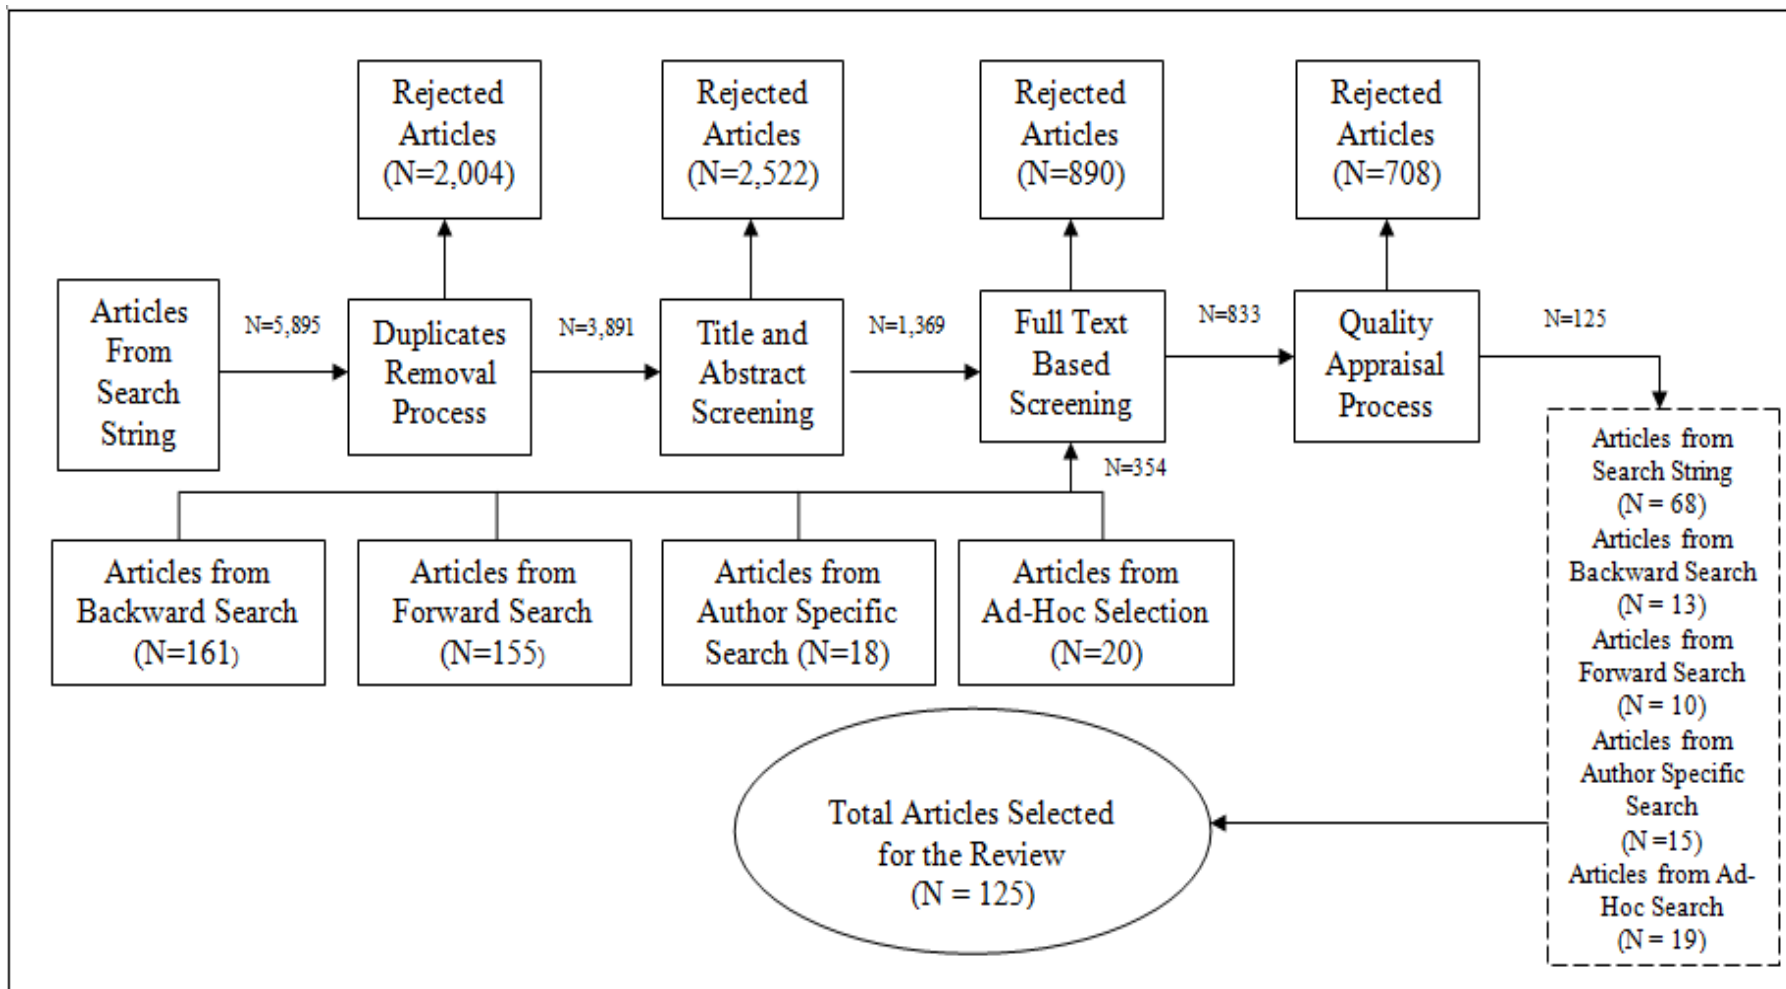 Rejected
Articles
(N=2,004)
Rejected
Articles
(N=2,522)
Rejected
Articles
(N=890)
Rejected
Articles
(N=708)
Articles
From
Search
String
N=5,895
Duplicates
Removal
Process
N=3,891
Title and
Abstract
Screening
N=1,369
Full Text
Based
Screening
N=833
Quality
Appraisal
Process
N=125
N=354
Articles from
Backward Search
(N=161)
Articles from
Forward Search
(N=155)
Articles from
Author Specific
Search (N=18)
Articles from
Ad-Hoc Selection
(N=20)
Articles from
Search String
(N = 68)
Articles from
Backward Search
(N = 13)
Articles from
Forward Search
(N = 10)
Articles from
Author Specific
Search
(N =15)
Articles from Ad-
Hoc Search
(N = 19)
Total Articles Selected
for the Review
(N = 125)